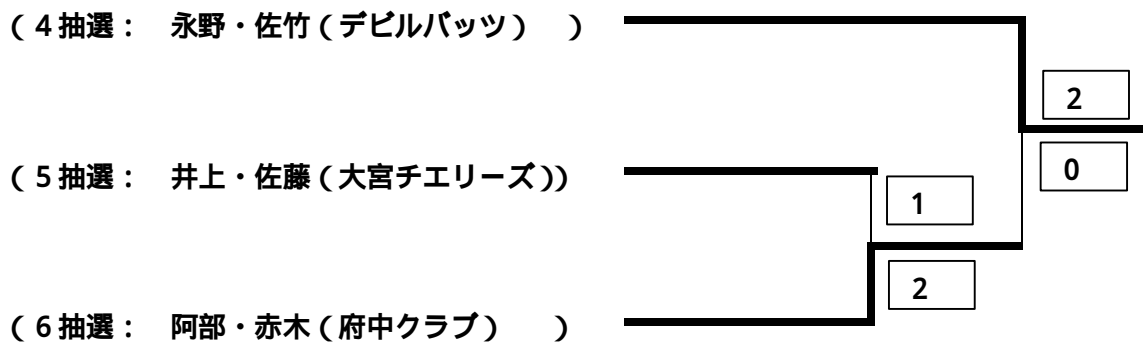 (4抽選: 永野・佐竹(デビルバッツ) )
2
0
(5抽選: 井上・佐藤(大宮チエリーズ))
1
2
(6抽選: 阿部・赤木(府中クラブ) )